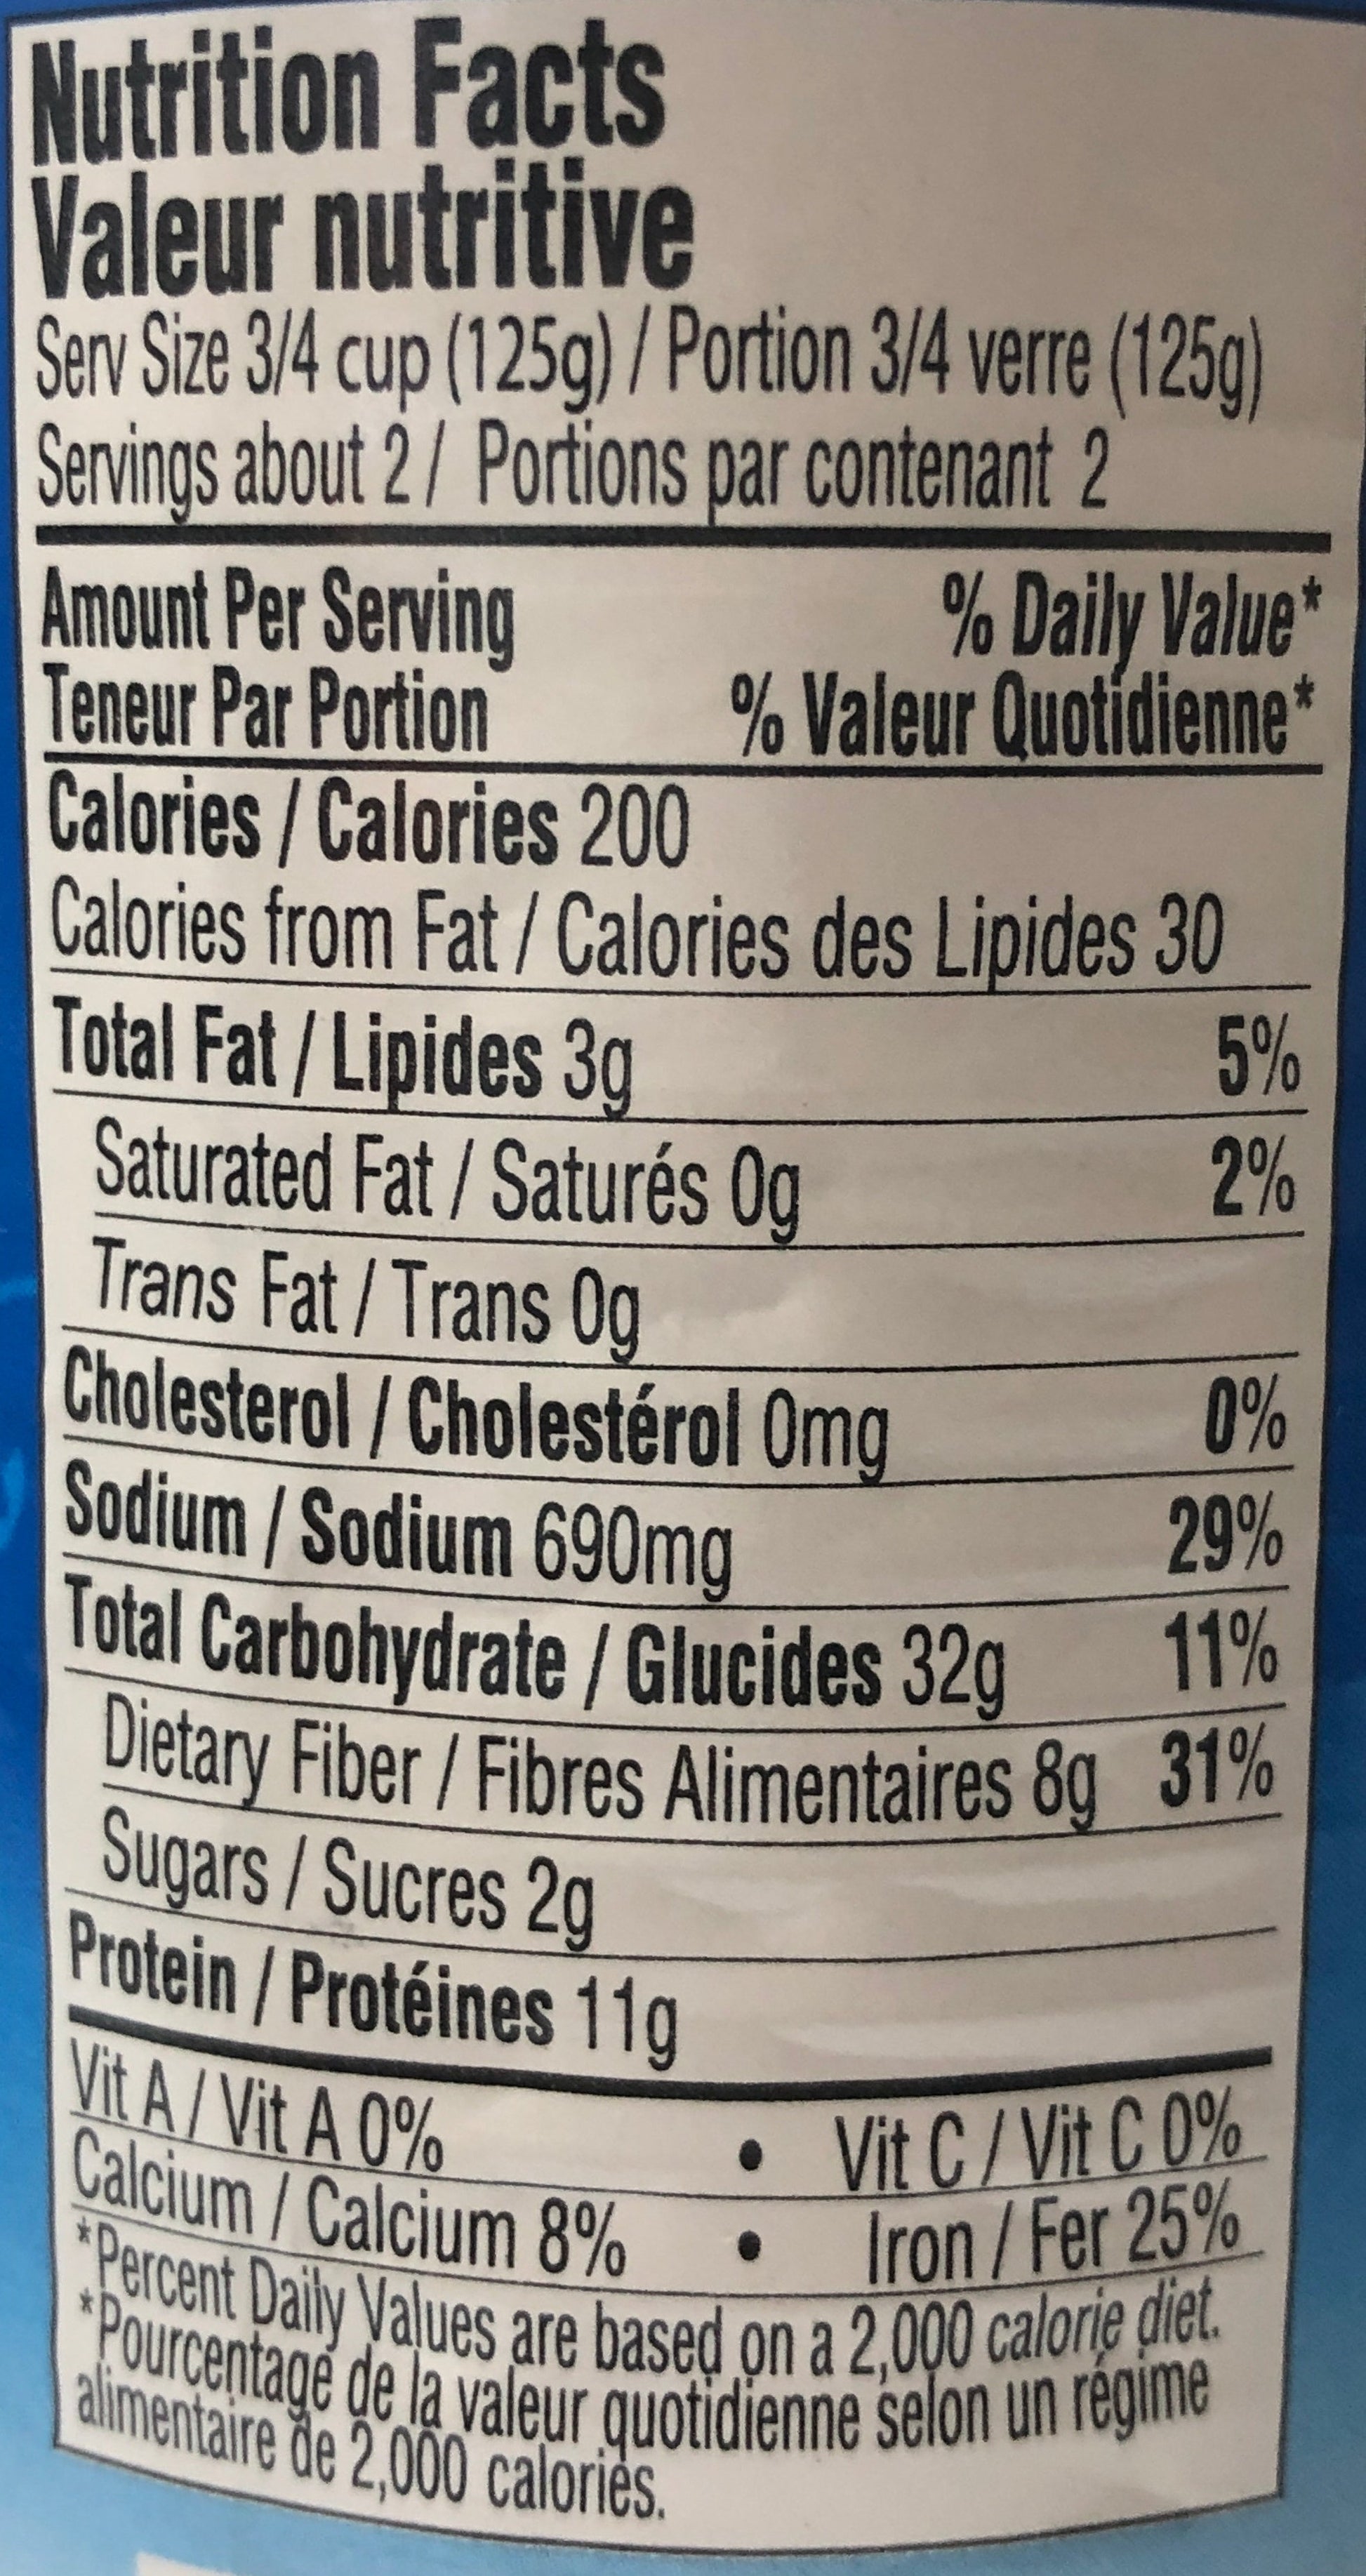 Nutrition Facts
Valeur nutritive
Serv Size 3/4 cup (125g) / Portion 3/4 verre (125g)
Servings about 2 / Portions par contenant 2
Amount Per Serving % Daily Value*
Teneur Par Portion % Valeur Quotidienne*
Calories / Calories 200
Calories from Fat / Calories des Lipides 30
Total Fat / Lipides 3g 5%
Saturated Fat / Saturés 0g 2%
Trans Fat / Trans 0g
Cholesterol / Cholestérol 0mg 0%
Sodium / Sodium 690mg 29%
Total Carbohydrate / Glucides 32g 11%
Dietary Fiber / Fibres Alimentaires 8g 31%
Sugars / Sucres 2g
Protein / Protéines 11g
Vit A / Vit A 0% • Vit C / Vit C 0%
Calcium / Calcium 8% • Iron / Fer 25%
*Percent Daily Values are based on a 2,000 calorie diet.
*Pourcentage de la valeur quotidienne selon un régime
alimentaire de 2,000 calories.